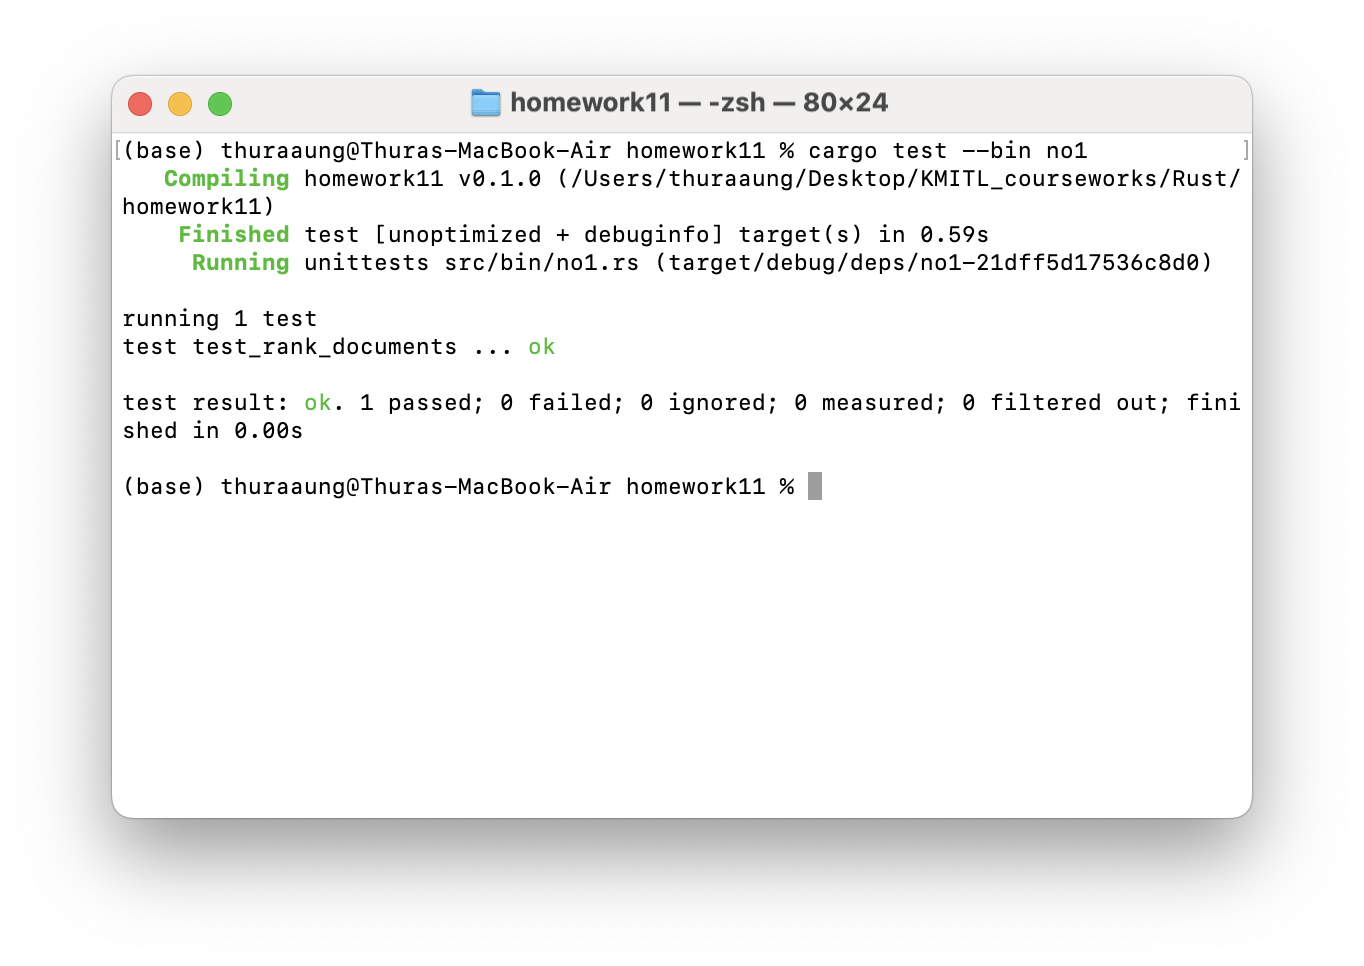 homework11 — -zsh — 80×24
[(base) thuraaung@Thuras-MacBook-Air homework11 % cargo test --bin no1 ]
Compiling homework11 v0.1.0 (/Users/thuraaung/Desktop/KMITL_courseworks/Rust/
homework11)
Finished test [unoptimized + debuginfo] target(s) in 0.59s
Running unittests src/bin/no1.rs (target/debug/deps/no1-21dff5d17536c8d0)
running 1 test
test test_rank_documents ... ok
test result: ok. 1 passed; 0 failed; 0 ignored; 0 measured; 0 filtered out; fini
shed in 0.00s
(base) thuraaung@Thuras-MacBook-Air homework11 %